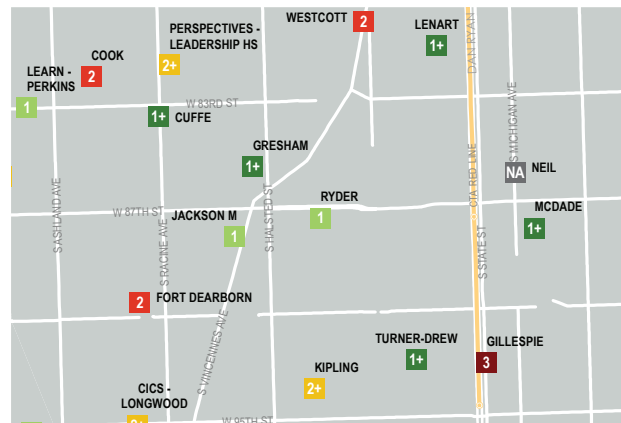 WESTCOTT
2
LENART
1+
PERSPECTIVES -
LEADERSHIP HS
2+
COOK
2
LEARN -
PERKINS
1
DAN RYAN
W 83RD ST
1+
CUFFE
S MICHIGAN AVE
GRESHAM
1+
CTA RED LINE
NA
NEIL
S ASHLAND AVE
S HALSTED ST
RYDER
1
W 87TH ST
JACKSON M
1
MCDADE
1+
S RACINE AVE
S STATE ST
2
FORT DEARBORN
S VINCENNES AVE
TURNER-DREW
1+
GILLESPIE
3
KIPLING
2+
CICS -
LONGWOOD
2+
W 95TH ST